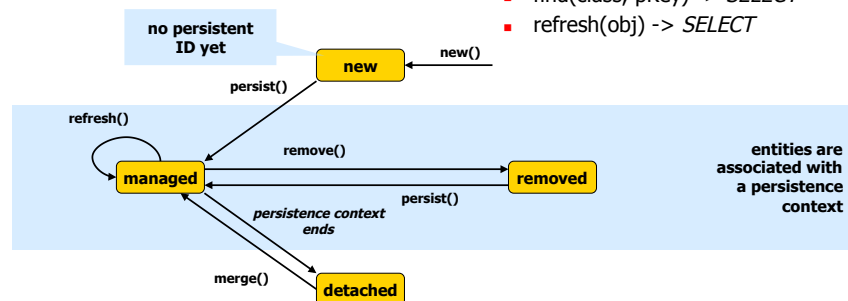 refresh(obj) -> SELECT
no persistent
ID yet
new
new()
persist()
refresh()
managed
remove()
removed
persist()
entities are
associated with
a persistence
context
persistence context
ends
merge()
detached